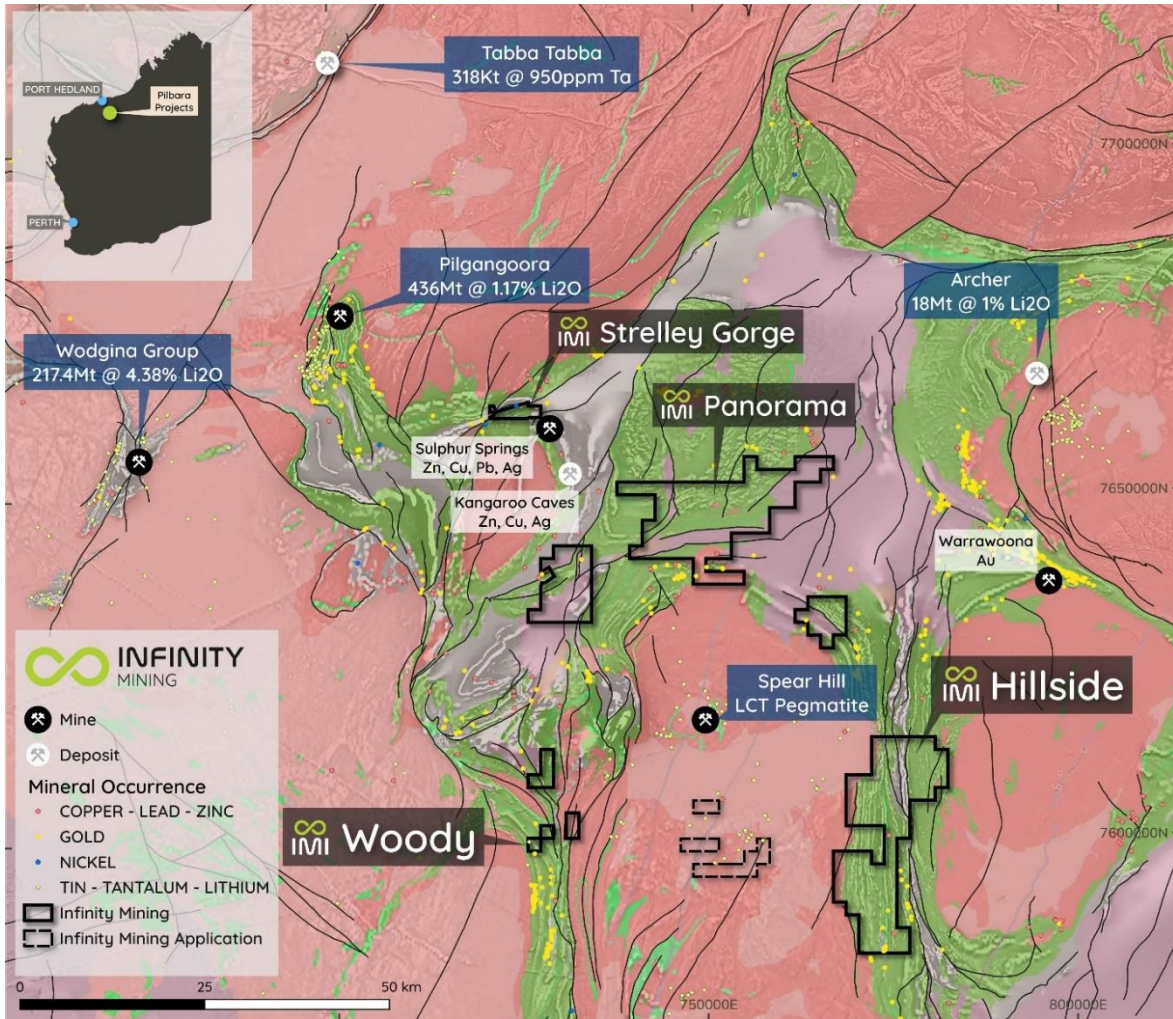 Tabba Tabba
318Kt @ 950ppm Ta
PORT HEDLAND
Pilbara
Projects
PERTH
7700000N
Pilgangoora
436Mt @ 1.17% Li2O
Archer
18Mt @ 1% Li2O
Wodgina Group
217.4Mt @ 4.38% Li2O
IMI Strelley Gorge
IMI Panorama
Sulphur Springs
Zn, Cu, Pb, Ag
Kangaroo Caves
Zn, Cu, Ag
7650000N
Warrawoona
Au
Spear Hill
LCT Pegmatite
IMI Hillside
IMI Woody
7600000N
INFINITY
MINING
Mine
Deposit
Mineral Occurrence
COPPER - LEAD - ZINC
GOLD
NICKEL
TIN - TANTALUM - LITHIUM
Infinity Mining
Infinity Mining Application
0 25 50 km
750000E
800000E